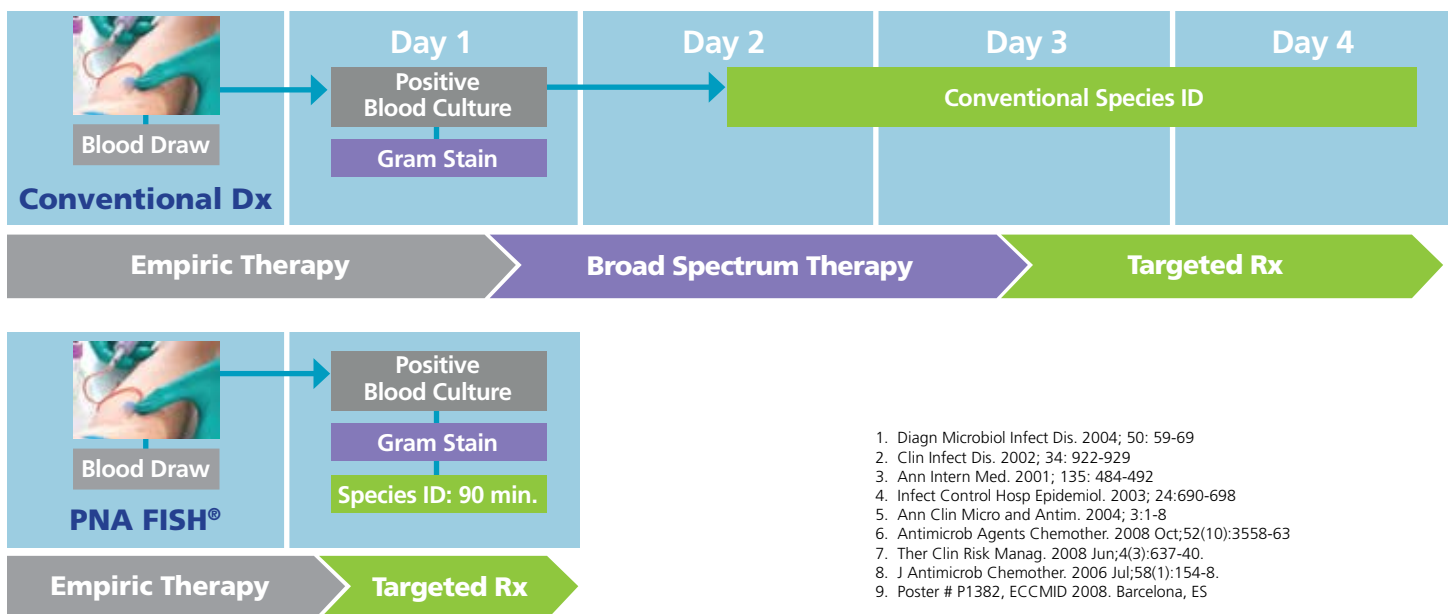 Day 1
Day 2
Day 3
Day 4
Positive
Blood Culture
Conventional Species ID
Blood Draw
Gram Stain
Conventional Dx
Empiric Therapy
Broad Spectrum Therapy
Targeted Rx
Positive
Blood Culture
Blood Draw
Gram Stain
Species ID: 90 min.
PNA FISH®
Empiric Therapy
Targeted Rx
1. Diagn Microbiol Infect Dis. 2004; 50: 59-69
2. Clin Infect Dis. 2002; 34: 922-929
3. Ann Intern Med. 2001; 135: 484-492
4. Infect Control Hosp Epidemiol. 2003; 24:690-698
5. Ann Clin Micro and Antim. 2004; 3:1-8
6. Antimicrob Agents Chemother. 2008 Oct;52(10):3558-63
7. Ther Clin Risk Manag. 2008 Jun;4(3):637-40.
8. J Antimicrob Chemother. 2006 Jul;58(1):154-8.
9. Poster # P1382, ECCMID 2008. Barcelona, ES